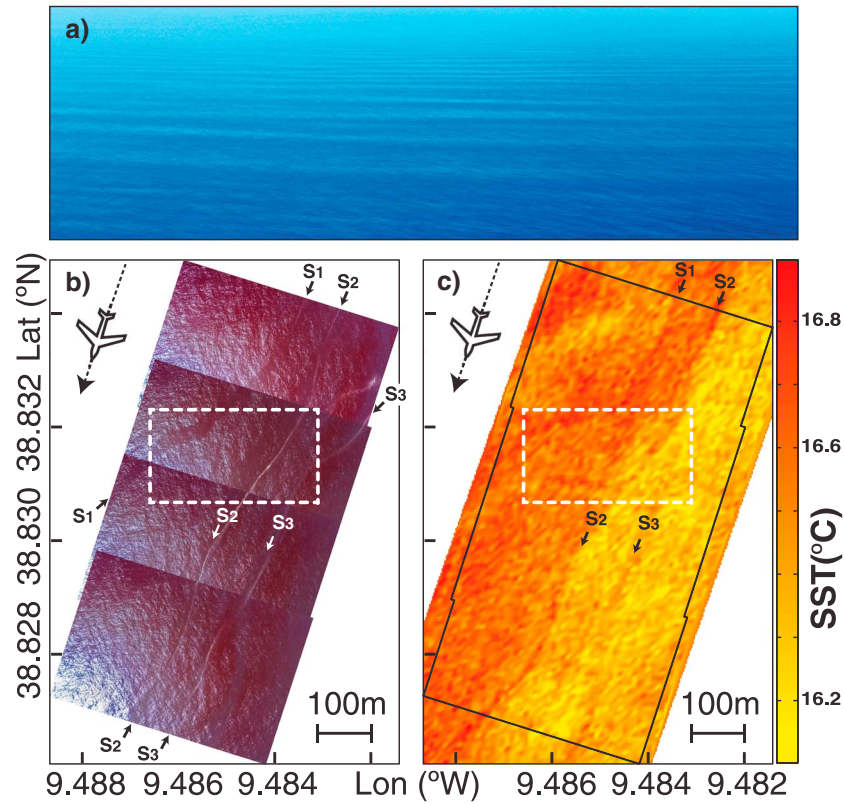 a)
b)
S1
S2
S3
S1
S2
S3
S2
S3
100m
c)
S1
S2
S2
S3
100m
Lat (ºN)
38.832
38.830
38.828
9.488
9.486
9.484
Lon (ºW)
9.486
9.484
9.482
16.8
16.6
16.4
16.2
SST(ºC)